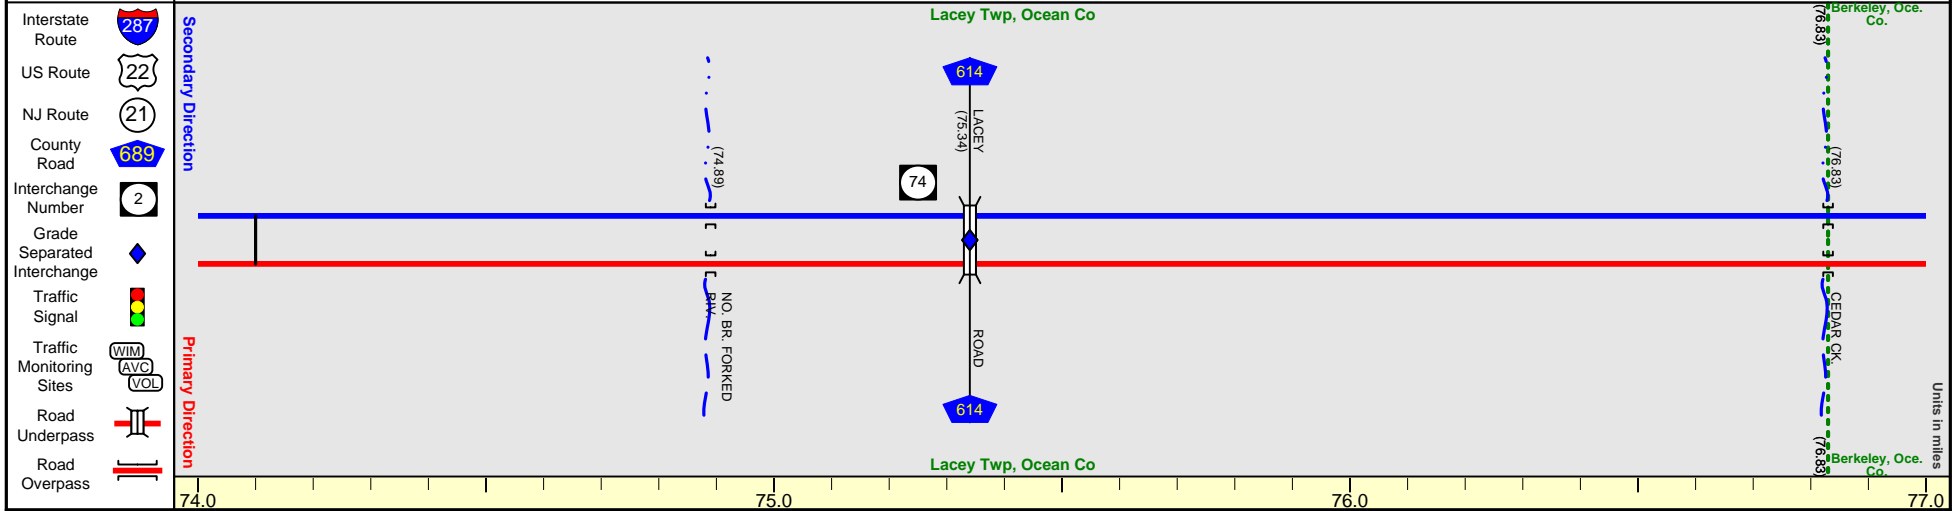 Interstate
Route
287
US Route
22
NJ Route
21
County
Road
689
Interchange
Number
2
Grade
Separated
Interchange
Traffic
Signal
Traffic
Monitoring
Sites
WIM
AVC
VOL
Road
Underpass
Road
Overpass
Secondary Direction
Primary Direction
Lacey Twp, Ocean Co
Berkeley, Oce.
Co.
(76.83)
614
LACEY
(75.34)
(74.89)
(76.83)
74
NO. BR. FORKED
RIV.
ROAD
CEDAR CK.
614
Lacey Twp, Ocean Co
(76.83)
Berkeley, Oce.
Co.
Units in miles
74.0
75.0
76.0
77.0